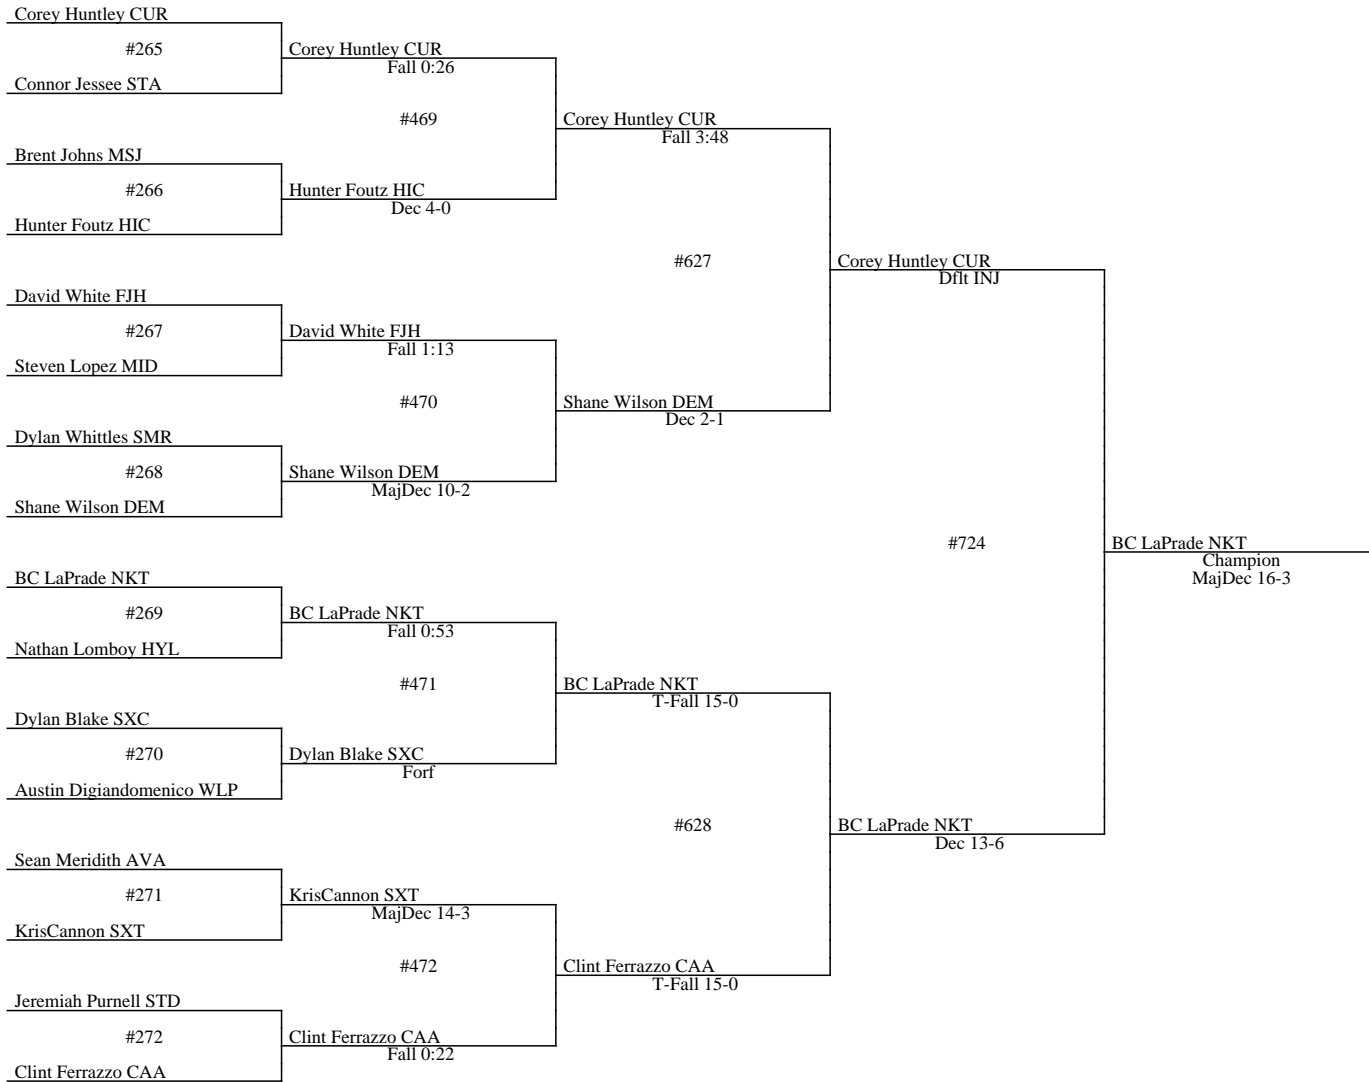 Corey Huntley CUR
#265
Connor Jessee STA
Corey Huntley CUR
Fall 0:26
#469
Brent Johns MSJ
#266
Hunter Foutz HIC
Hunter Foutz HIC
Dec 4-0
Corey Huntley CUR
Fall 3:48
#627
David White FJH
#267
Steven Lopez MID
David White FJH
Fall 1:13
#470
Dylan Whittles SMR
#268
Shane Wilson DEM
Shane Wilson DEM
MajDec 10-2
Shane Wilson DEM
Dec 2-1
Corey Huntley CUR
Dflt INJ
#724
BC LaPrade NKT
#269
Nathan Lomboy HYL
BC LaPrade NKT
Fall 0:53
#471
Dylan Blake SXC
#270
Austin Digiandomenico WLP
Dylan Blake SXC
Forf
BC LaPrade NKT
T-Fall 15-0
#628
Sean Meridith AVA
#271
KrisCannon SXT
KrisCannon SXT
MajDec 14-3
#472
Jeremiah Purnell STD
#272
Clint Ferrazzo CAA
Clint Ferrazzo CAA
Fall 0:22
Clint Ferrazzo CAA
T-Fall 15-0
BC LaPrade NKT
Dec 13-6
BC LaPrade NKT
Champion
MajDec 16-3